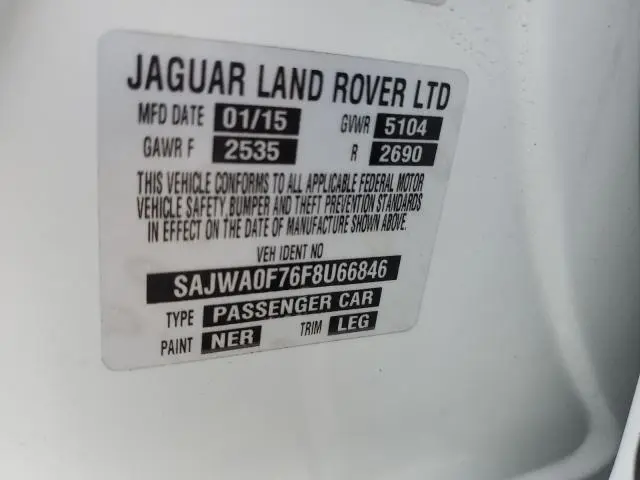 JAGUAR LAND ROVER LTD
MFD DATE 01/15 GVWR 5104
GAWR F 2535 R 2690
THIS VEHICLE CONFORMS TO ALL APPLICABLE FEDERAL MOTOR
VEHICLE SAFETY,BUMPER AND THEFT PREVENTION STANDARDS
IN EFFECT ON THE DATE OF MANUFACTURE SHOWN ABOVE.
VEH IDENT NO
SAJWA0F76F8U66846
TYPE PASSENGER CAR
PAINT NER TRIM LEG